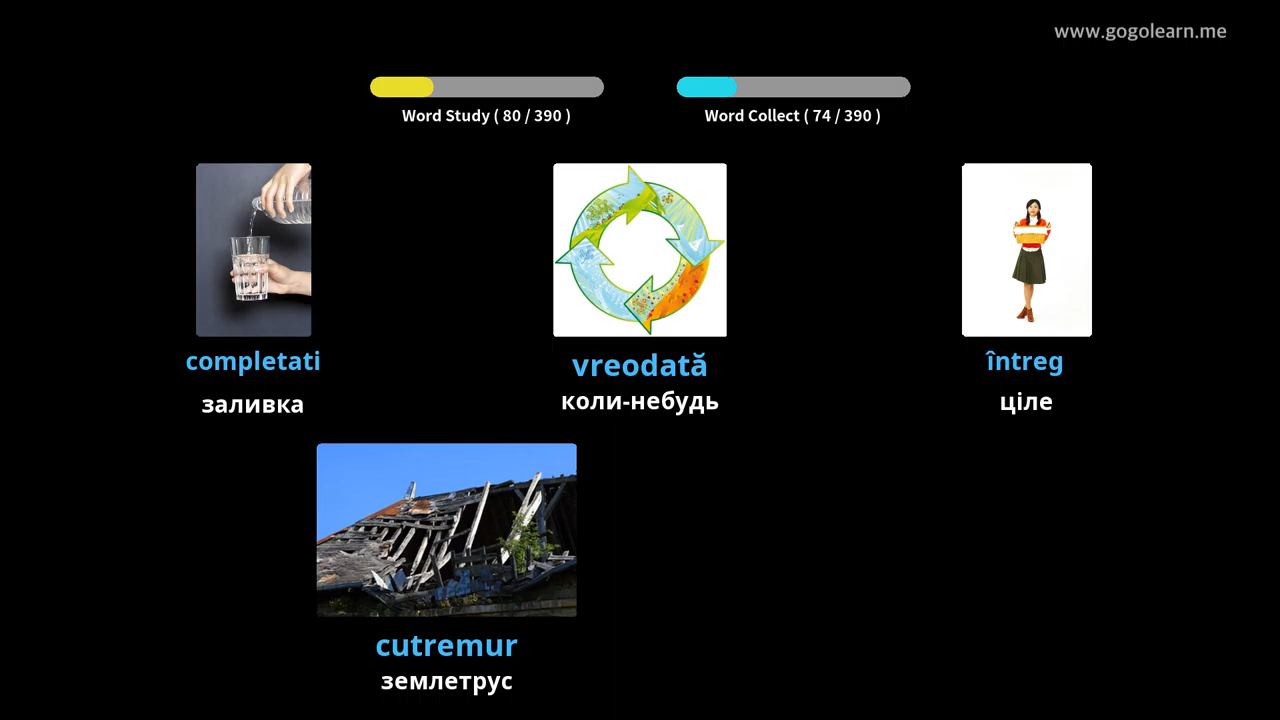 www.gogolearn.me
Word Study ( 80 / 390 )
Word Collect ( 74 / 390 )
completati
заливка
vreodată
коли-небудь
întreg
ціле
cutremur
землетрус